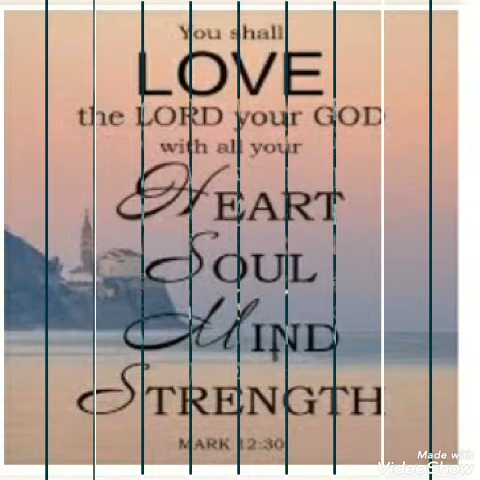 You shall
LOVE
the LORD your GOD
with all your
HEART
SOUL
MIND
STRENGTH
MARK 12:30
Made with
VideoShow